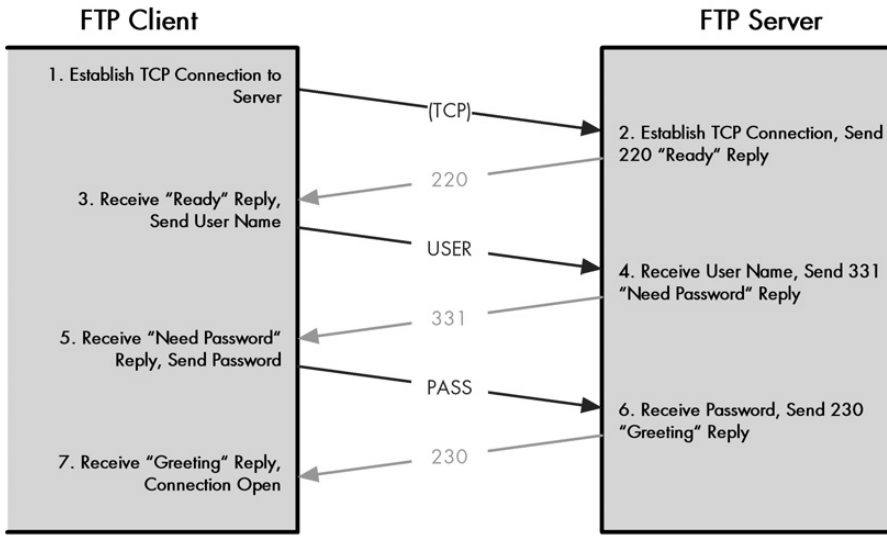 FTP Client
FTP Server
1. Establish TCP Connection to
Server
(TCP)
2. Establish TCP Connection, Send
220 “Ready” Reply
220
3. Receive “Ready“ Reply,
Send User Name
USER
4. Receive User Name, Send 331
“Need Password” Reply
331
5. Receive “Need Password“
Reply, Send Password
PASS
6. Receive Password, Send 230
“Greeting” Reply
230
7. Receive “Greeting” Reply,
Connection Open